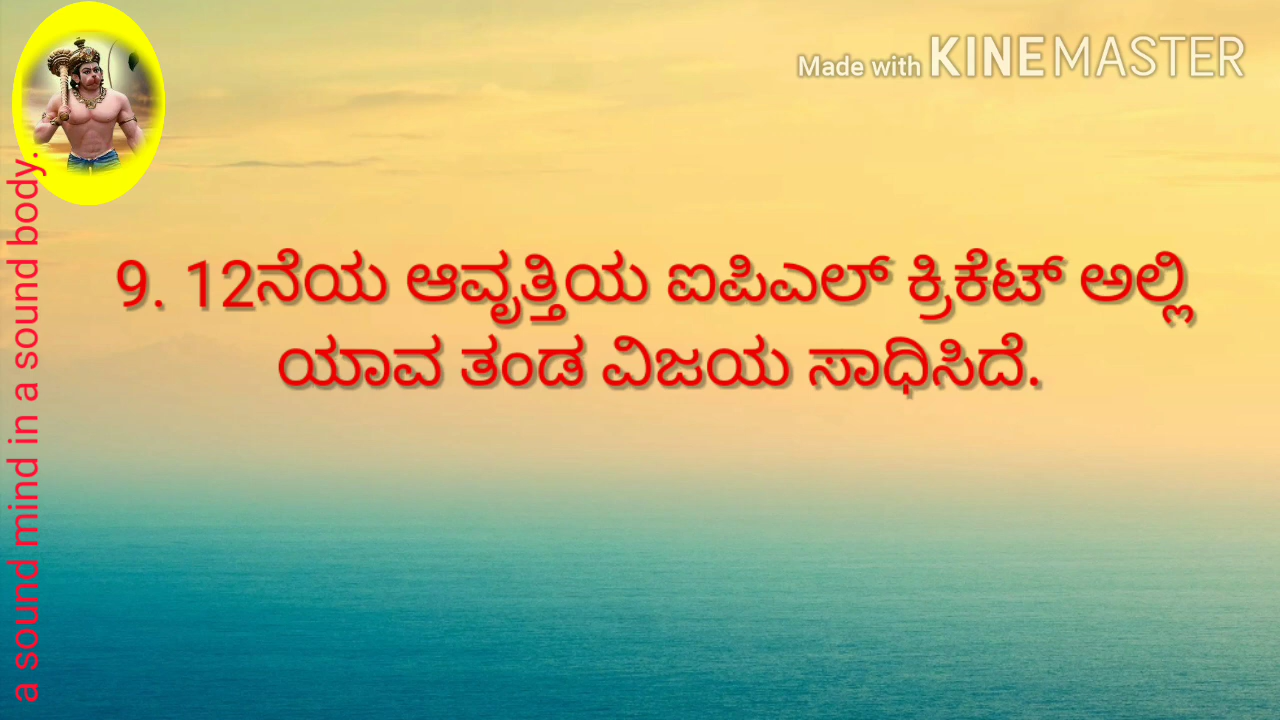 Made with KINEMASTER
9. 12ನೆಯ ಆವೃತ್ತಿಯ ಐಪಿಎಲ್ ಕ್ರಿಕೆಟ್ ಅಲ್ಲಿ
ಯಾವ ತಂಡ ವಿಜಯ ಸಾಧಿಸಿದೆ.
a sound mind in a sound body.